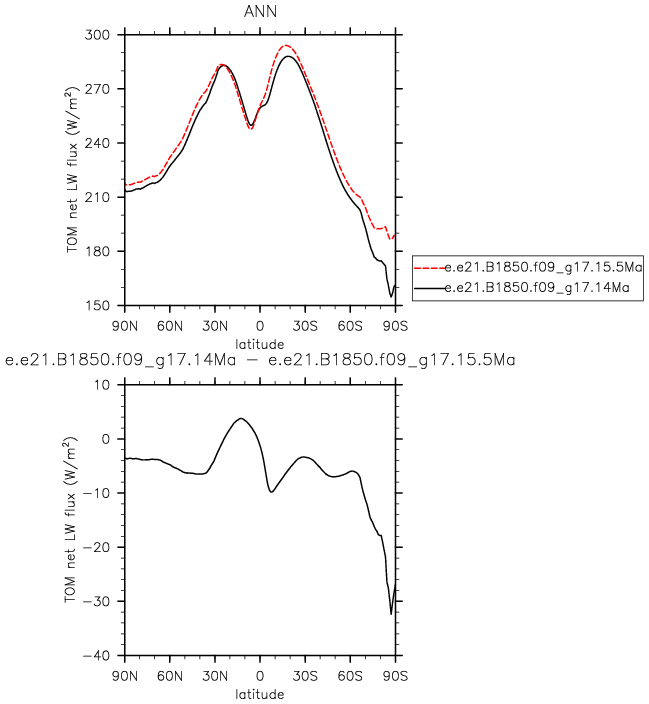 ANN
300
270
240
210
180
150
TOM net LW flux (W/m²)
90N 60N 30N 0 30S 60S 90S
latitude
e.e21.B1850.f09_g17.15.5Ma
e.e21.B1850.f09_g17.14Ma
e.e21.B1850.f09_g17.14Ma − e.e21.B1850.f09_g17.15.5Ma
10
0
−10
−20
−30
−40
TOM net LW flux (W/m²)
90N 60N 30N 0 30S 60S 90S
latitude